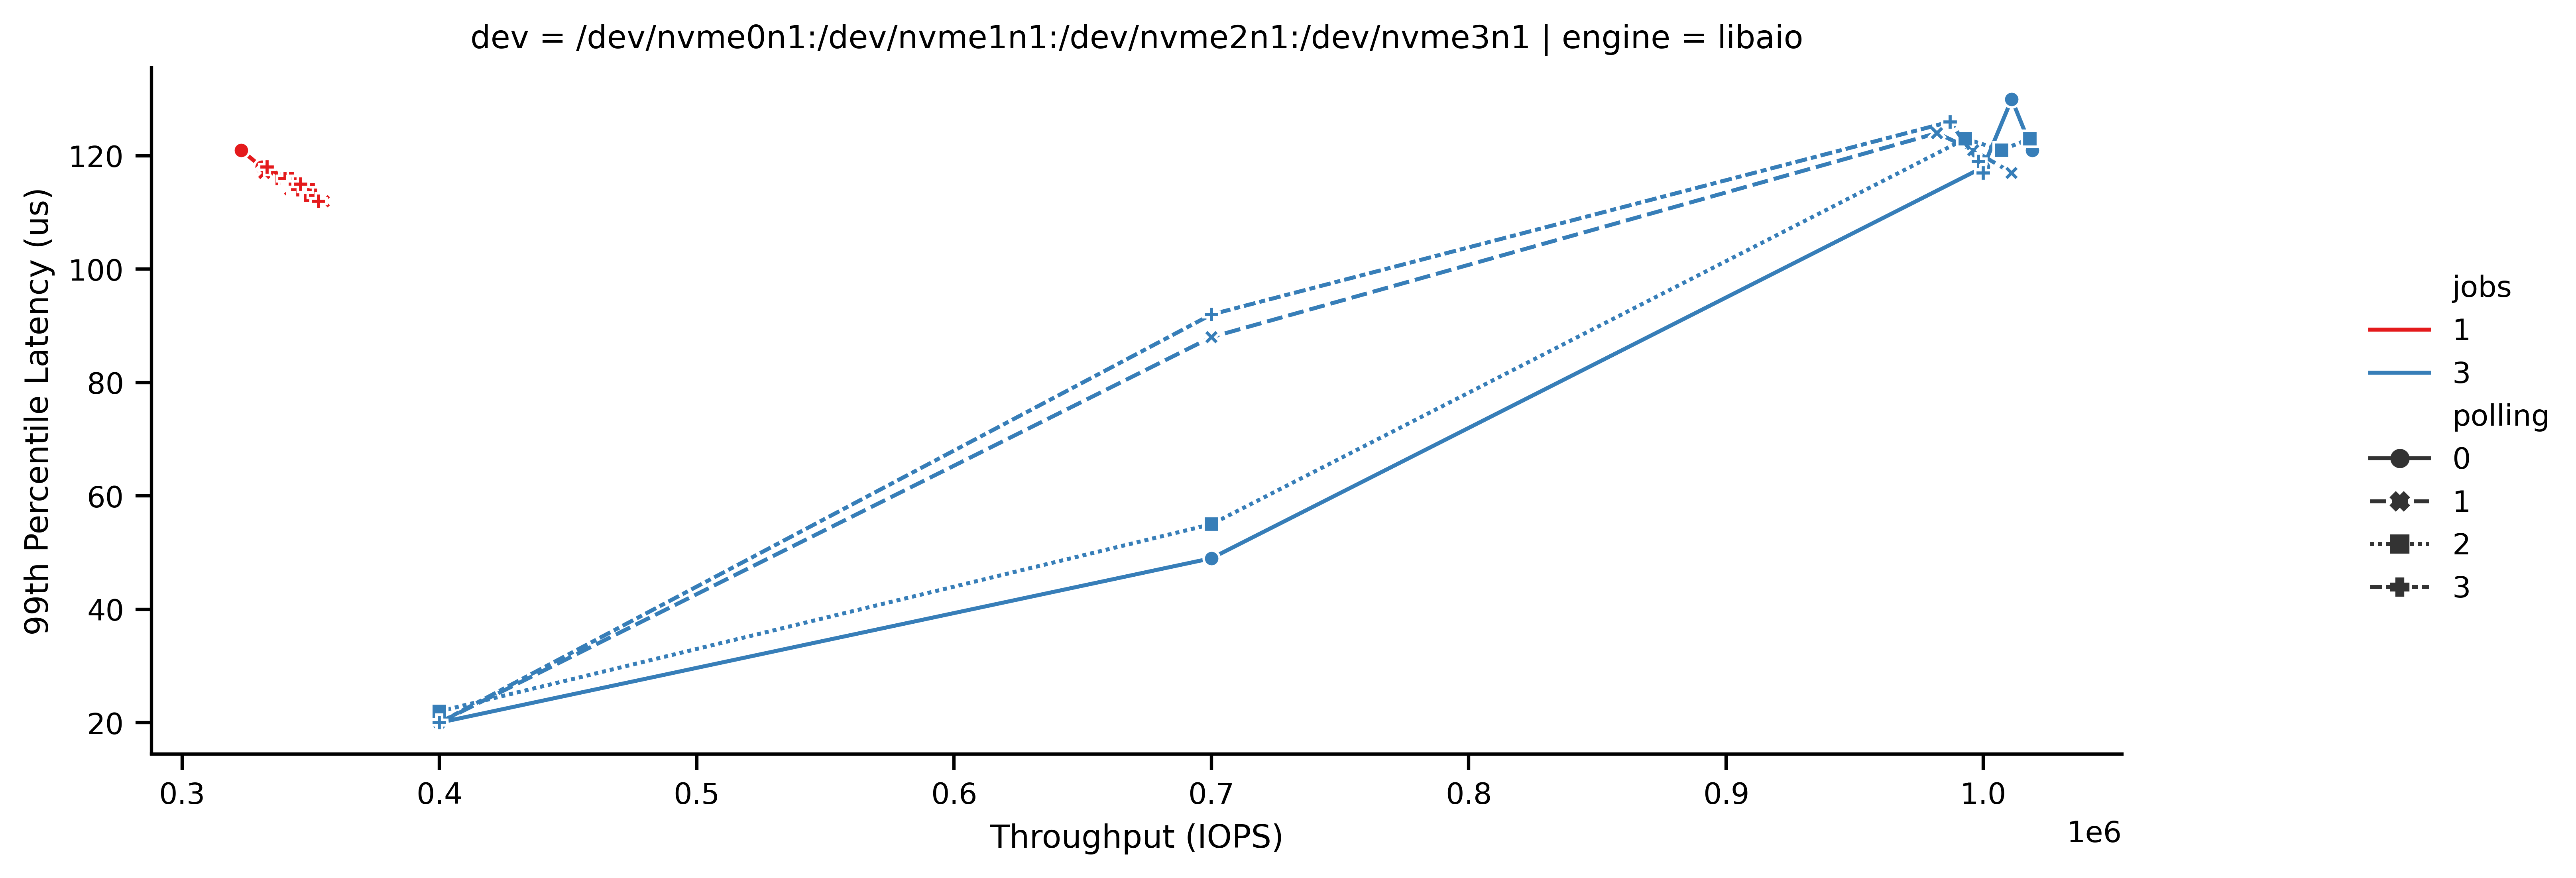 dev = /dev/nvme0n1:/dev/nvme1n1:/dev/nvme2n1:/dev/nvme3n1 | engine = libaio
99th Percentile Latency (us)
120
100
80
60
40
20
0.3 0.4 0.5 0.6 0.7 0.8 0.9 1.0
1e6
Throughput (IOPS)
jobs
1
3
polling
0
1
2
3